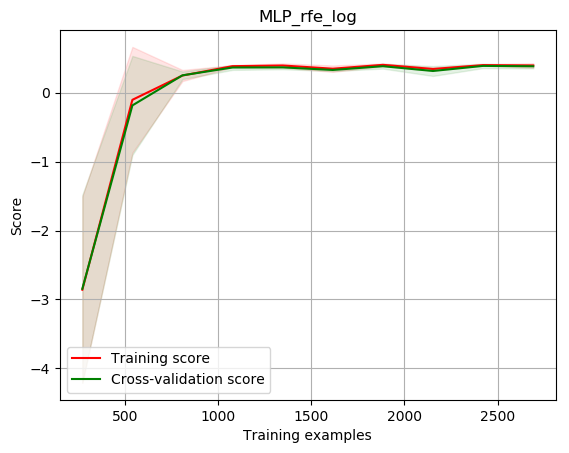 MLP_rfe_log
Score
0
−1
−2
−3
−4
Training score
Cross-validation score
500
1000
1500
2000
2500
Training examples